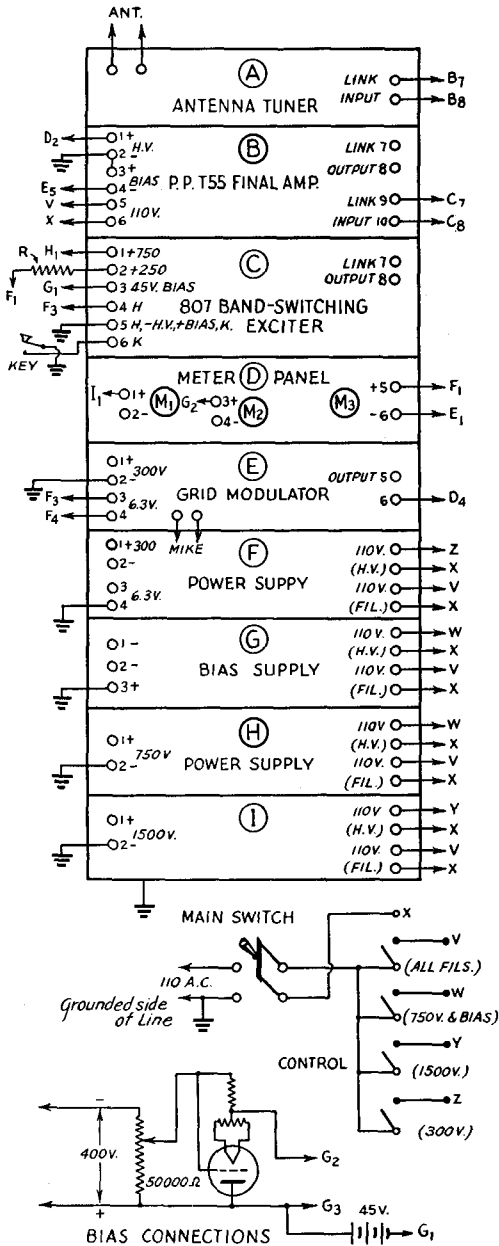 ANT.
A
ANTENNA TUNER
LINK B7
INPUT B8
D2 1+
2- H.V.
3+
E5 4- BIAS
V 5
X 6 110V.
B
P.P. T55 FINAL AMP.
LINK 7
OUTPUT 8
LINK 9 C7
INPUT 10 C8
H1 1+750
R 2+250
F1
G1 3 45V. BIAS
F3 4 H
5 H,-H.V.,+BIAS, K.
6 K
KEY
C
807 BAND-SWITCHING
EXCITER
LINK 7
OUTPUT 8
METER D PANEL
I1 1+
2-
M1
G2 3+
4-
M2
M3
+5 F1
-6 E1
1+
2- 300V
F3 3
F4 4 6.3V.
E
GRID MODULATOR
OUTPUT 5
6 D4
MIKE
1+300
2-
3
4 6.3V.
F
POWER SUPPY
110V. Z
(H.V.) X
110V. V
(FIL.) X
1-
2-
3+
G
BIAS SUPPLY
110V. W
(H.V.) X
110V. V
(FIL.) X
1+
2- 750V
H
POWER SUPPLY
110V W
(H.V.) X
110V. V
(FIL.) X
1+
2- 1500V.
I
110V Y
(H.V.) X
110V. V
(FIL.) X
MAIN SWITCH
110 A.C.
Grounded side
of Line
X
V
(ALL FILS.)
W
(750V. & BIAS)
CONTROL
Y
(1500V.)
Z
(300V.)
-
400V.
+
50000Ω
G2
G3
45V.
G1
BIAS CONNECTIONS